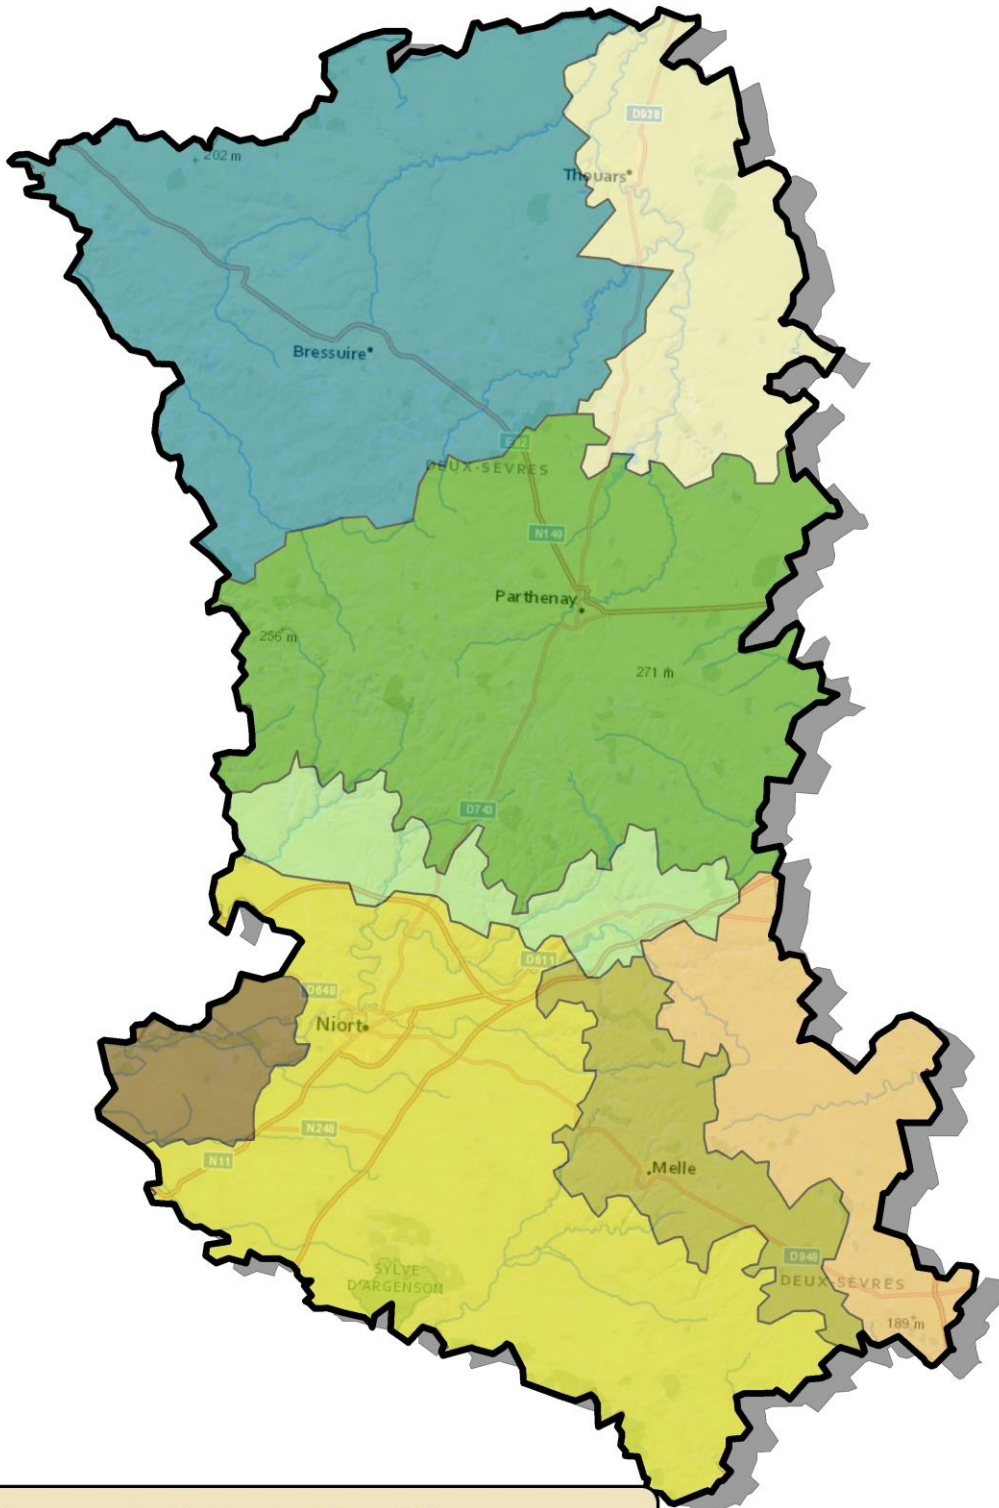 D938
202 m
Thouars
Bressuire
E62
DEUX-SÈVRES
N149
Parthenay
256 m
271 m
D743
D611
D648
Niort
N248
N11
Melle
D948
SYLVE
D'ARGENSON
DEUX-SÈVRES
189 m